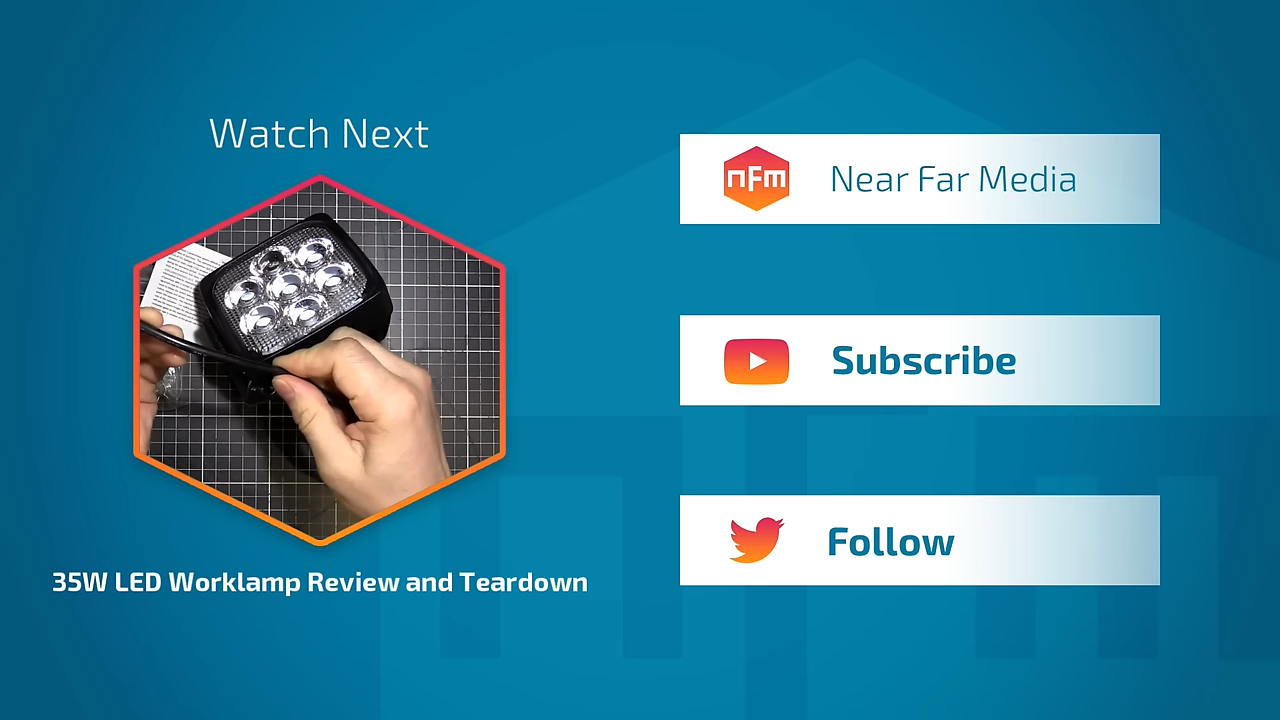 Watch Next
35W LED Worklamp Review and Teardown
nFm
Near Far Media
Subscribe
Follow